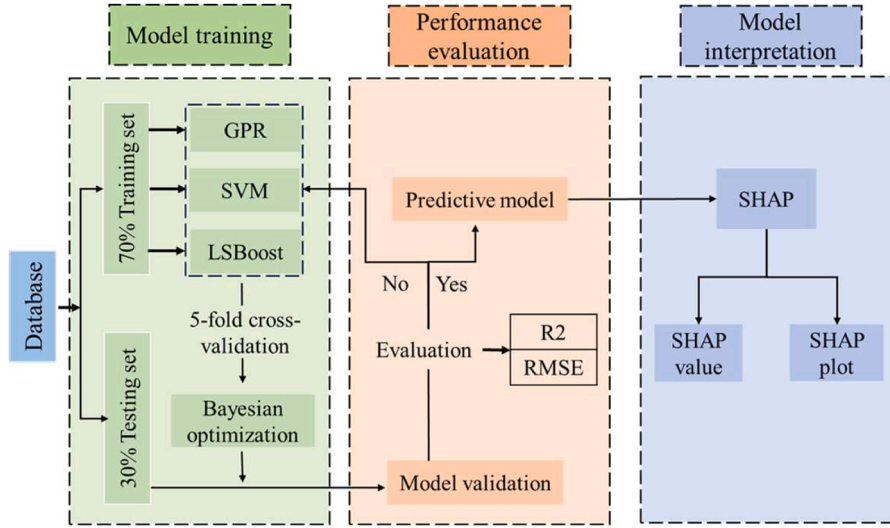 Model training
Performance
evaluation
Model
interpretation
Database
70% Training set
30% Testing set
GPR
SVM
LSBoost
5-fold cross-
validation
Bayesian
optimization
Predictive model
No
Yes
Evaluation
R2
RMSE
Model validation
SHAP
SHAP
value
SHAP
plot